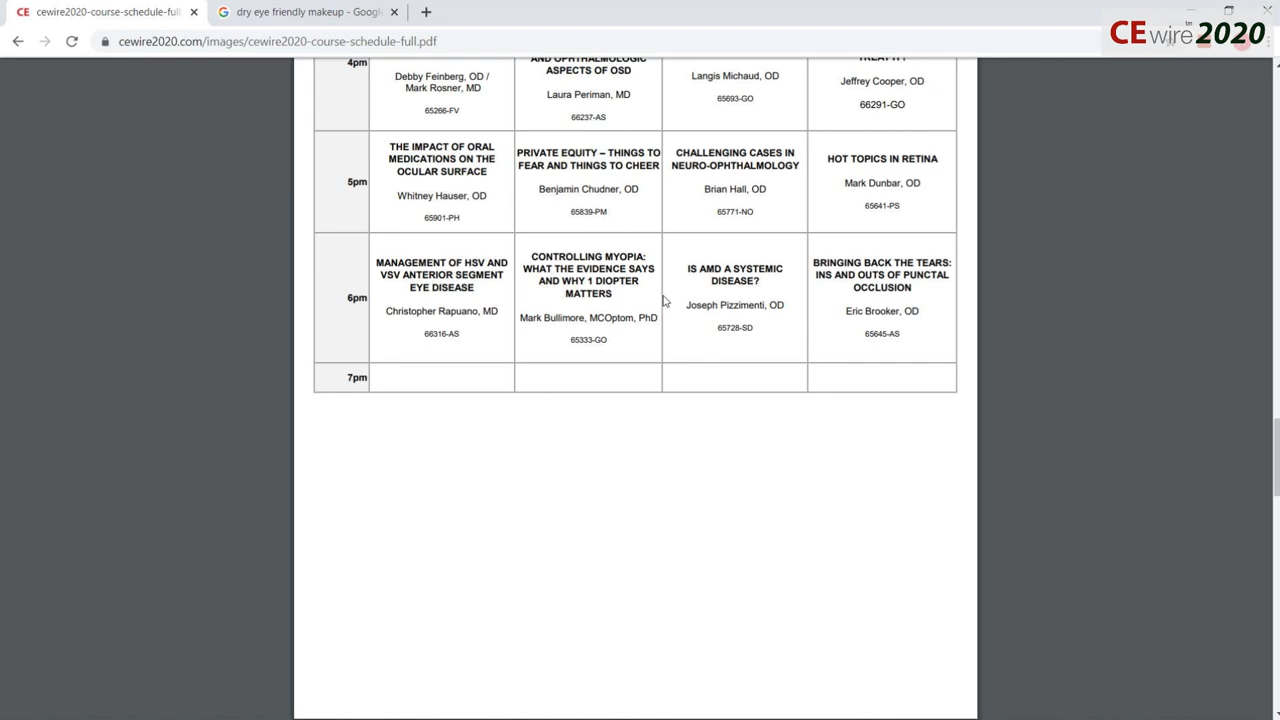 cewire2020-course-schedule-full
dry eye friendly makeup - Google
CEwire2020™
cewire2020.com/images/cewire2020-course-schedule-full.pdf
4pm
Debby Feinberg, OD /
Mark Rosner, MD
65266-FV
AND OPHTHALMOLOGIC
ASPECTS OF OSD
Laura Periman, MD
66237-AS
Langis Michaud, OD
65693-GO
TREAT IT?
Jeffrey Cooper, OD
66291-GO
5pm
THE IMPACT OF ORAL
MEDICATIONS ON THE
OCULAR SURFACE
Whitney Hauser, OD
65901-PH
PRIVATE EQUITY – THINGS TO
FEAR AND THINGS TO CHEER
Benjamin Chudner, OD
65839-PM
CHALLENGING CASES IN
NEURO-OPHTHALMOLOGY
Brian Hall, OD
65771-NO
HOT TOPICS IN RETINA
Mark Dunbar, OD
65641-PS
6pm
MANAGEMENT OF HSV AND
VSV ANTERIOR SEGMENT
EYE DISEASE
Christopher Rapuano, MD
66316-AS
CONTROLLING MYOPIA:
WHAT THE EVIDENCE SAYS
AND WHY 1 DIOPTER
MATTERS
Mark Bullimore, MCOptom, PhD
65333-GO
IS AMD A SYSTEMIC
DISEASE?
Joseph Pizzimenti, OD
65728-SD
BRINGING BACK THE TEARS:
INS AND OUTS OF PUNCTAL
OCCLUSION
Eric Brooker, OD
65645-AS
7pm